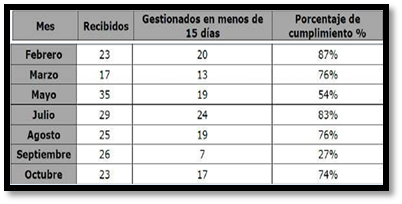 Mes Recibidos Gestionados en menos de 15 días Porcentaje de cumplimiento %
Febrero 23 20 87%
Marzo 17 13 76%
Mayo 35 19 54%
Julio 29 24 83%
Agosto 25 19 76%
Septiembre 26 7 27%
Octubre 23 17 74%